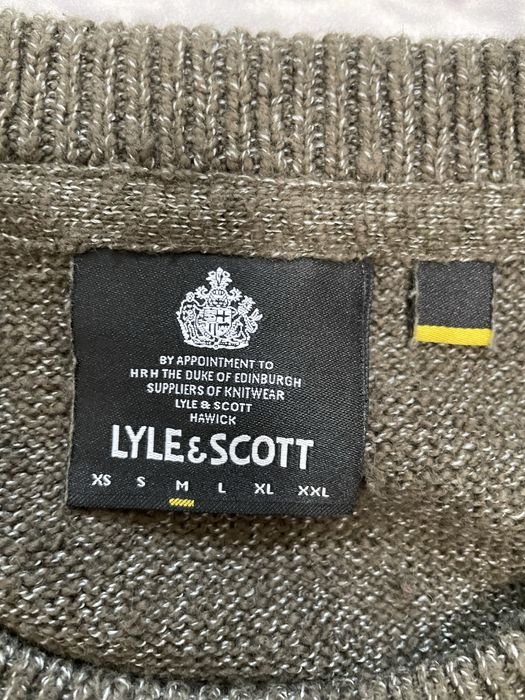 BY APPOINTMENT TO
HRH THE DUKE OF EDINBURGH
SUPPLIERS OF KNITWEAR
LYLE & SCOTT
HAWICK
LYLE & SCOTT
XS S M L XL XXL